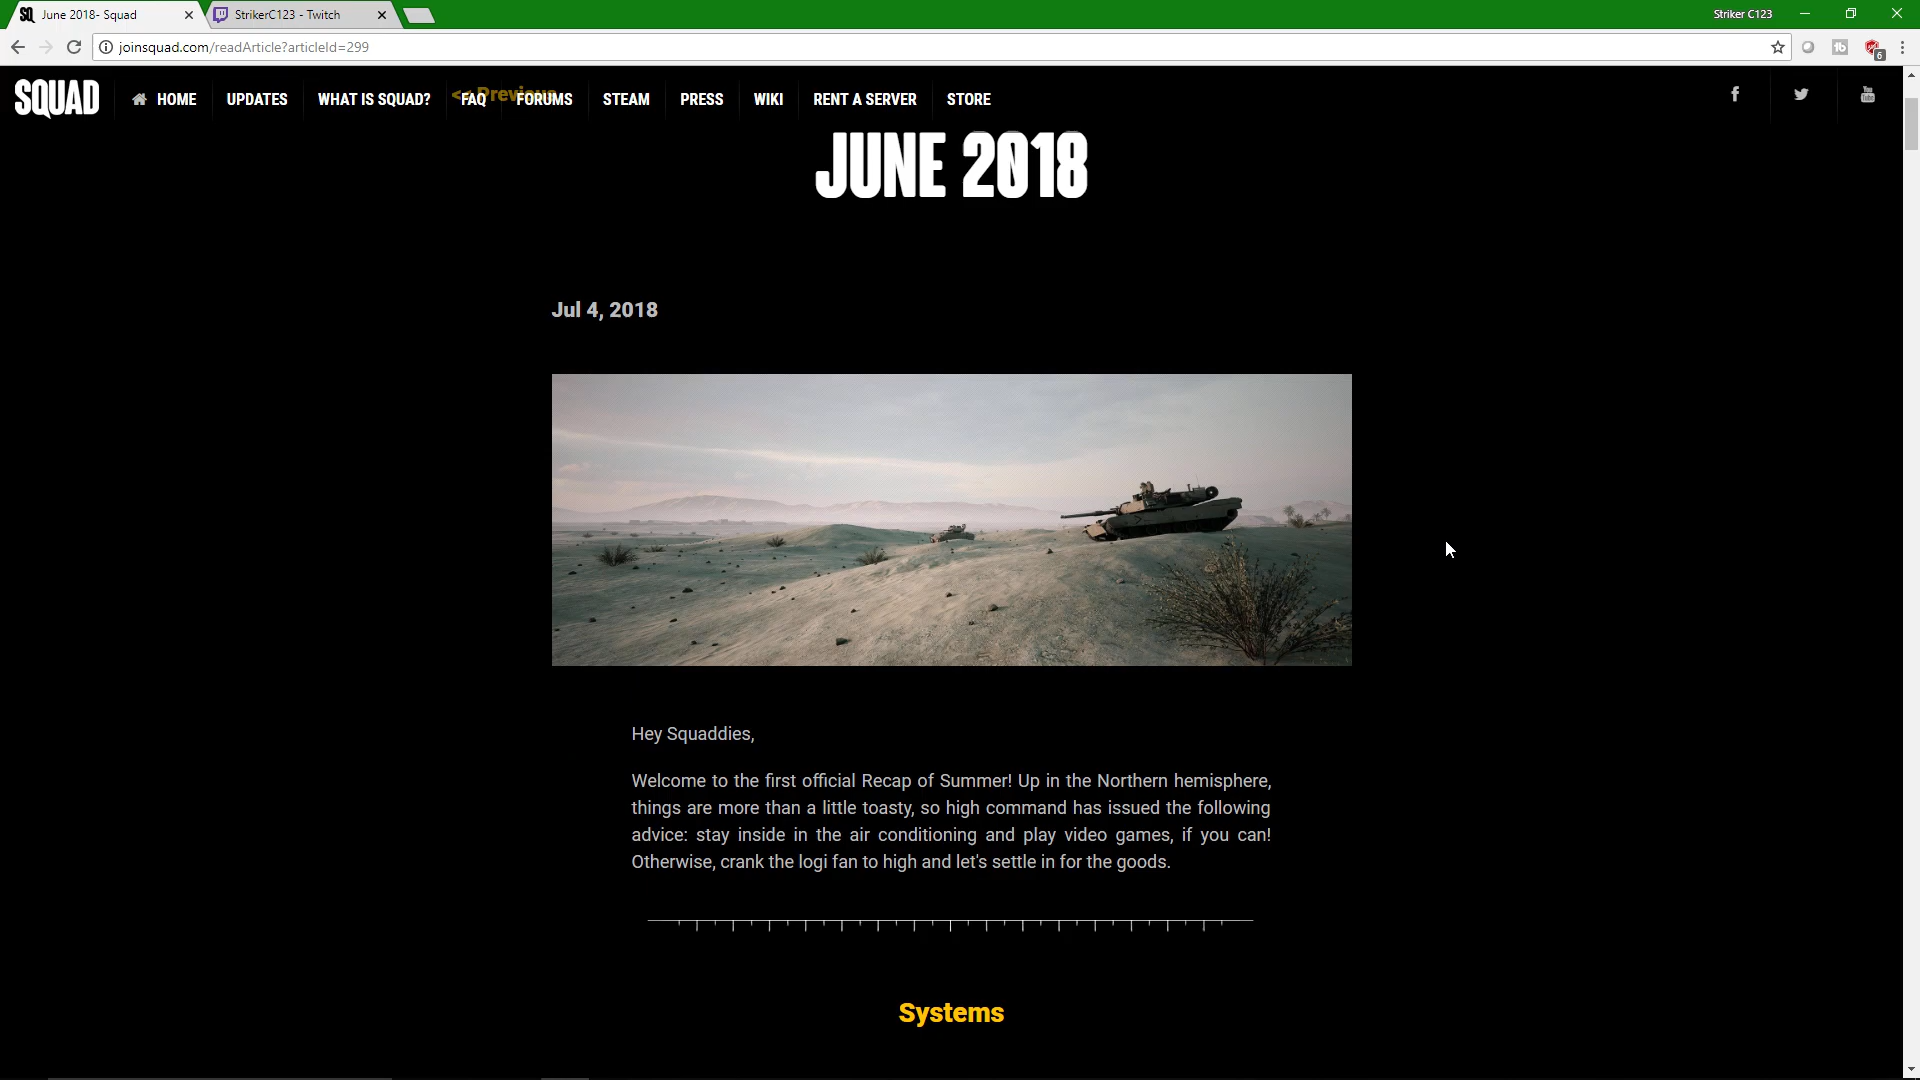 June 2018- Squad
StrikerC123 - Twitch
Striker C123
joinsquad.com/readArticle?articleId=299
6
SQUAD
HOME
UPDATES
WHAT IS SQUAD?
<< Previous
FAQ
FORUMS
STEAM
PRESS
WIKI
RENT A SERVER
STORE
You Tube
JUNE 2018
Jul 4, 2018
Hey Squaddies,
Welcome to the first official Recap of Summer! Up in the Northern hemisphere,
things are more than a little toasty, so high command has issued the following
advice: stay inside in the air conditioning and play video games, if you can!
Otherwise, crank the logi fan to high and let's settle in for the goods.
Systems